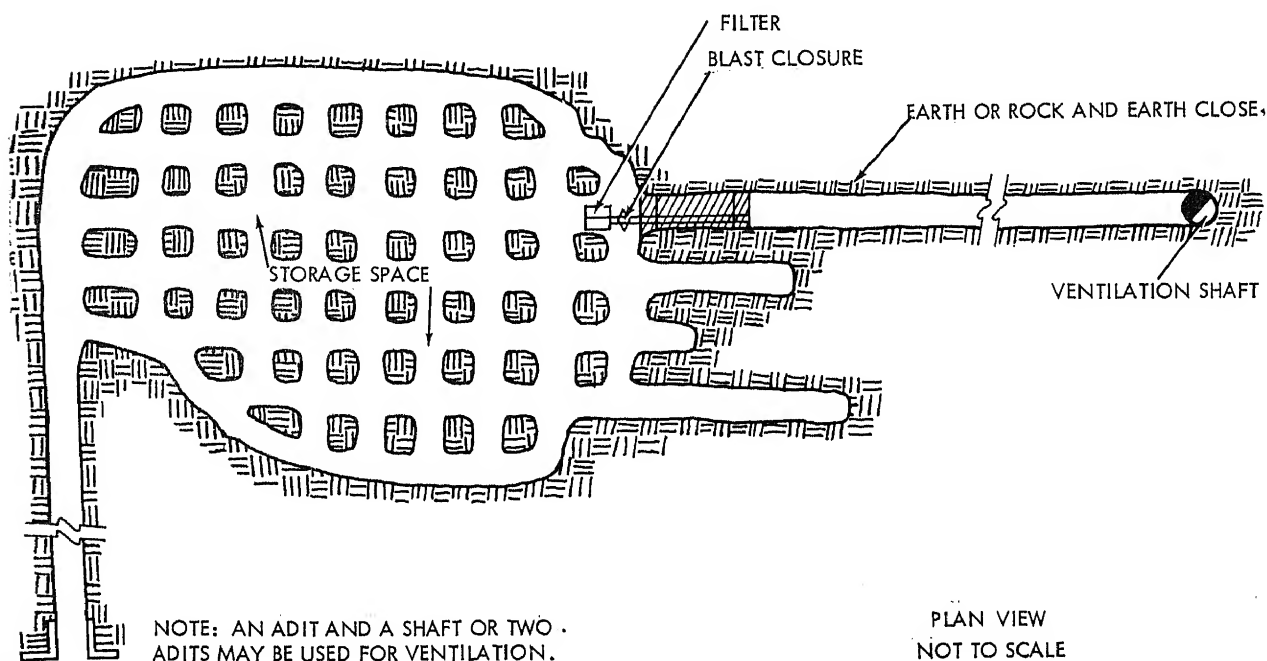 FILTER
BLAST CLOSURE
EARTH OR ROCK AND EARTH CLOSE,
STORAGE SPACE
VENTILATION SHAFT
NOTE: AN ADIT AND A SHAFT OR TWO .
ADITS MAY BE USED FOR VENTILATION.
PLAN VIEW
NOT TO SCALE